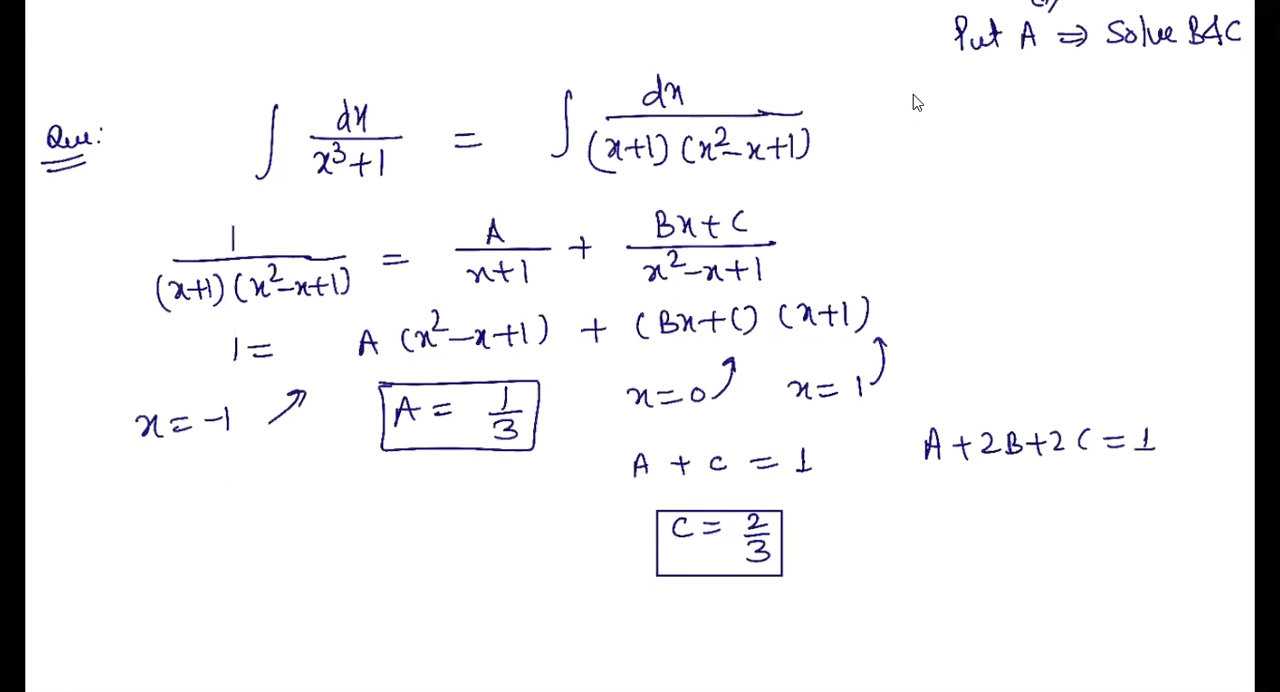 Put A ⇒ Solve B&C
Que: ∫ dx/(x³+1) = ∫ dx/((x+1)(x²-x+1))
1/((x+1)(x²-x+1)) = A/(x+1) + (Bx+C)/(x²-x+1)
1 = A(x²-x+1) + (Bx+C)(x+1)
x=-1 A = 1/3 x=0 x=1
A + C = 1 A+2B+2C=1
C = 2/3